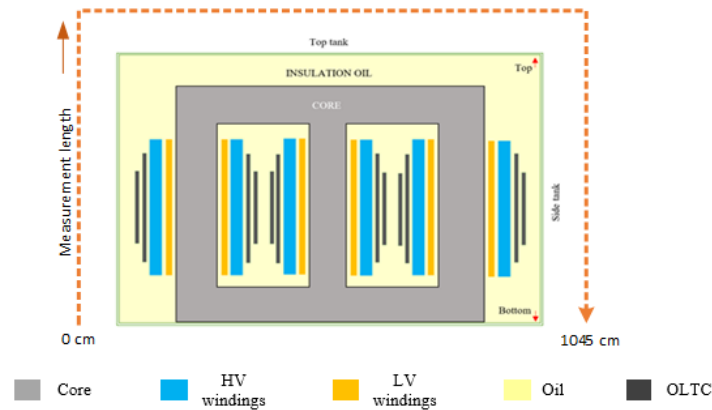 Top tank
INSULATION OIL
Top
CORE
Measurement length
Side tank
Bottom
0 cm
1045 cm
Core
HV
windings
LV
windings
Oil
OLTC